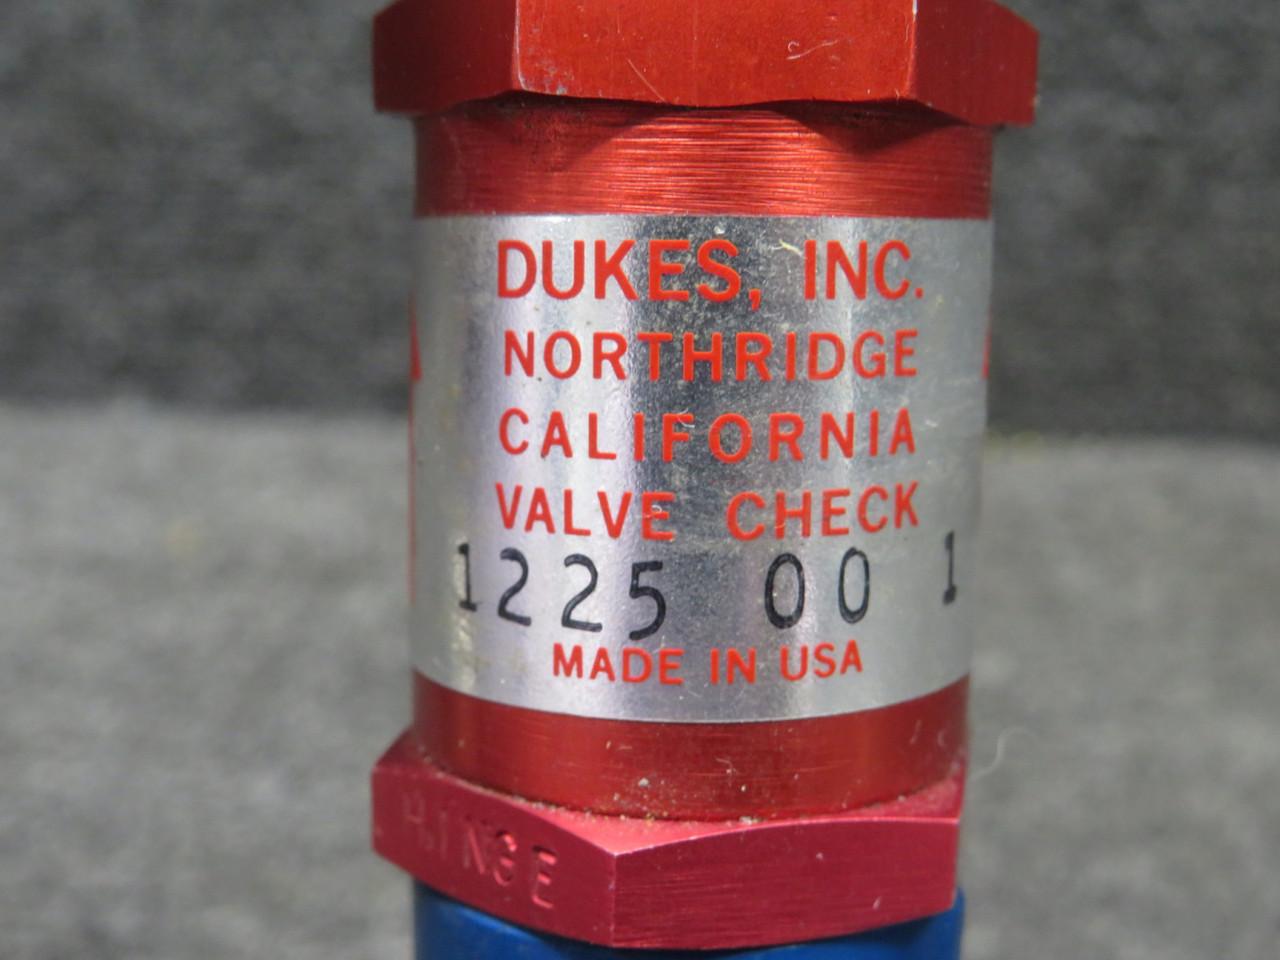 DUKES, INC.
NORTHRIDGE
CALIFORNIA
VALVE CHECK
1225 00 1
MADE IN USA
HINGE